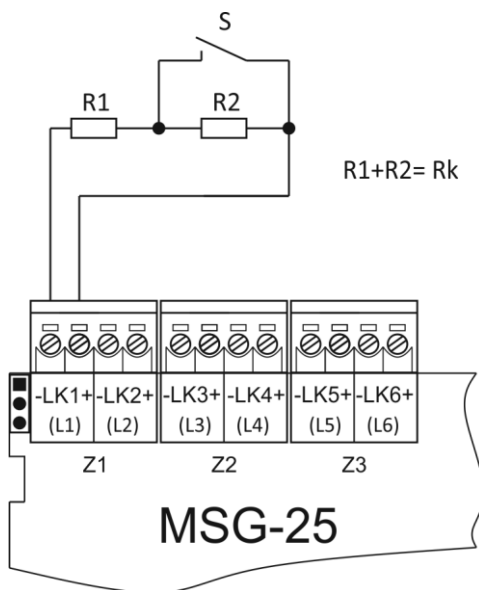 S
R1
R2
R1+R2= Rk
-LK1+
-LK2+
-LK3+
-LK4+
-LK5+
-LK6+
(L1)
(L2)
(L3)
(L4)
(L5)
(L6)
Z1
Z2
Z3
MSG-25